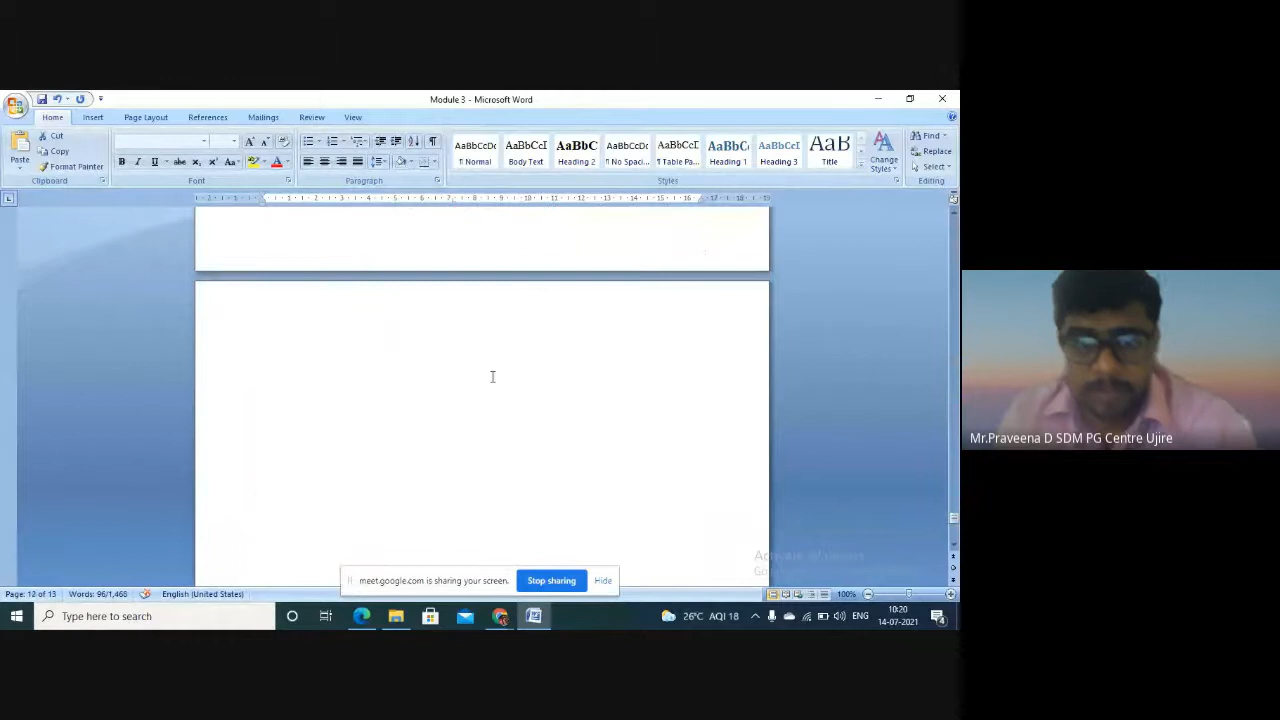 Module 3 - Microsoft Word
Home Insert Page Layout References Mailings Review View
Paste
Cut
Copy
Format Painter
Clipboard
Font
Paragraph
AaBbCcDc AaBbCcI AaBbC AaBbCcDc AaBbCcI AaBbC AaBbCcI AaB
¶ Normal Body Text Heading 2 ¶ No Spaci... ¶ Table Pa... Heading 1 Heading 3 Title
Change Styles
Styles
Find
Replace
Select
Editing
Mr.Praveena D SDM PG Centre Ujire
Activate Windows
meet.google.com is sharing your screen.
Stop sharing
Hide
Page: 12 of 13 Words: 96/1,460 English (United States)
100%
Type here to search
26°C AQI 18
ENG
10:20
14-07-2021
4